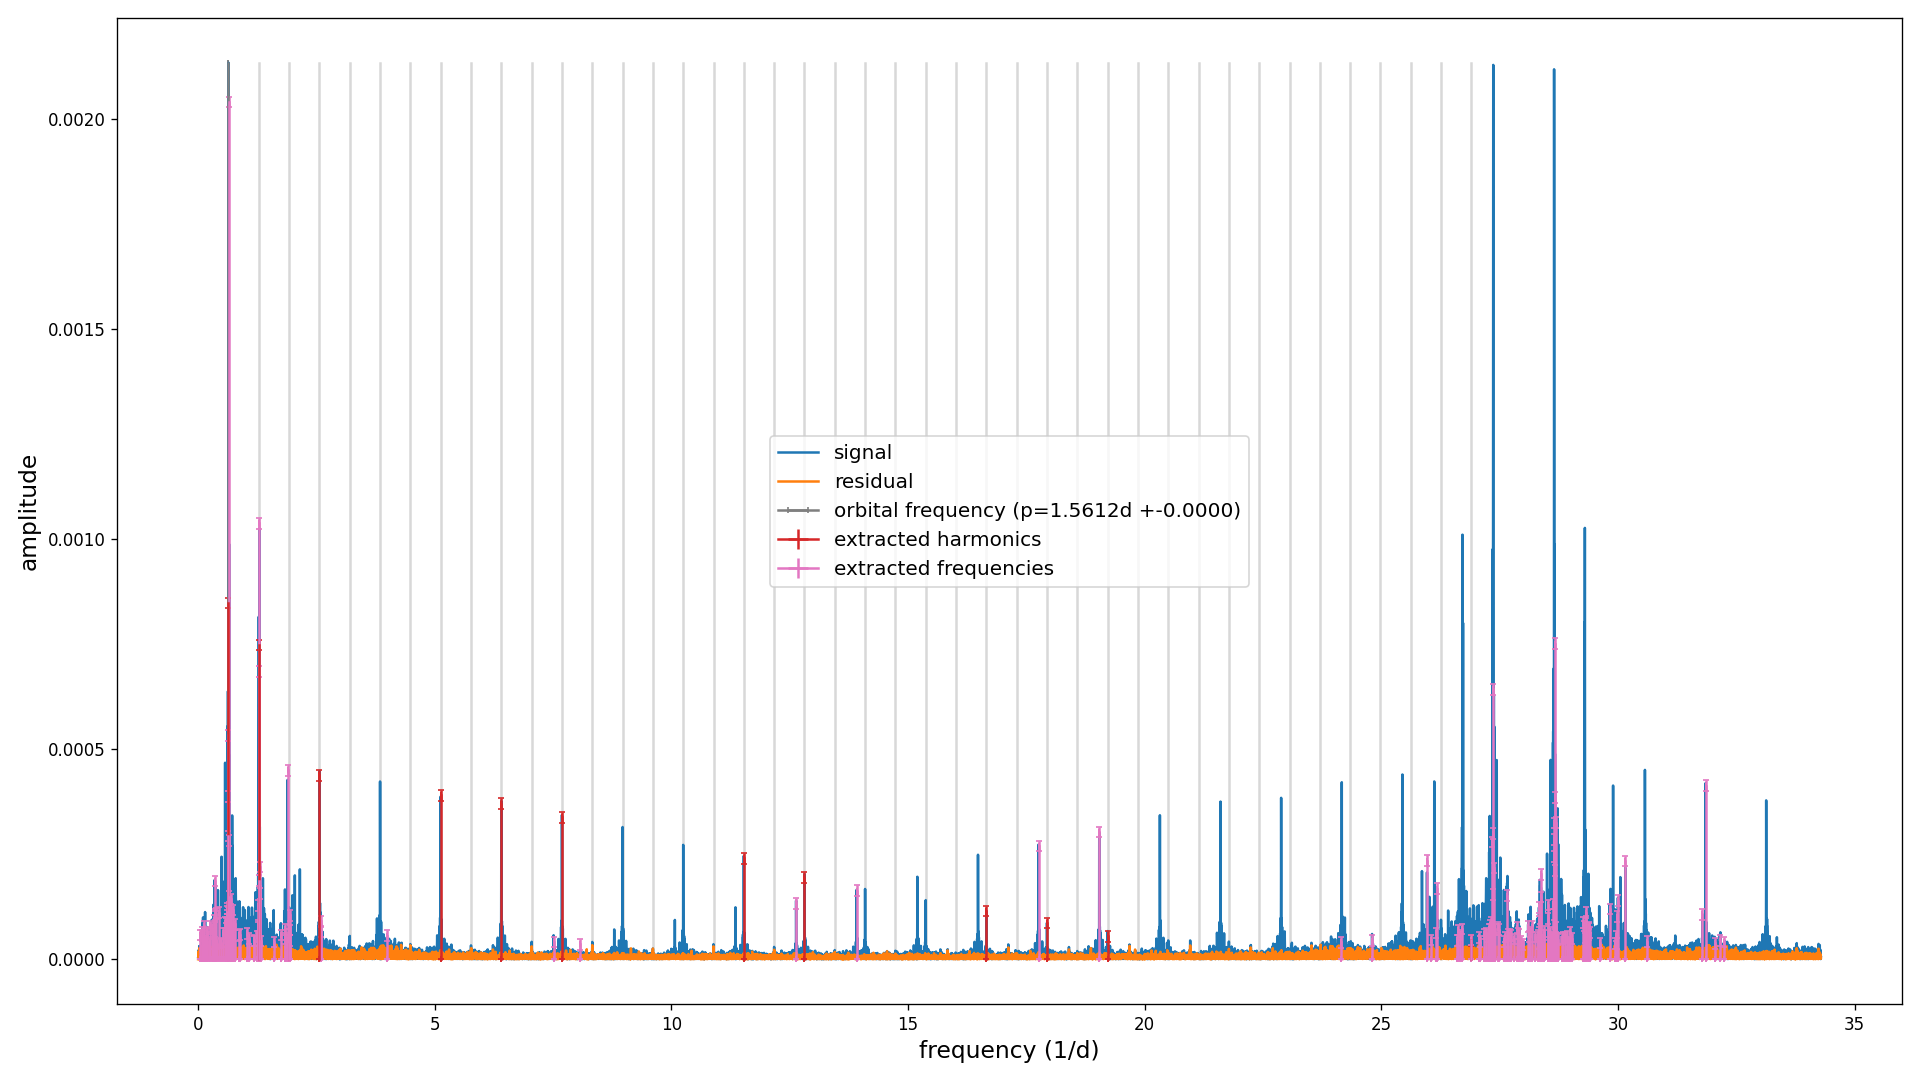 0.0020
0.0015
0.0010
0.0005
0.0000
amplitude
signal
residual
orbital frequency (p=1.5612d +-0.0000)
extracted harmonics
extracted frequencies
0 5 10 15 20 25 30 35
frequency (1/d)